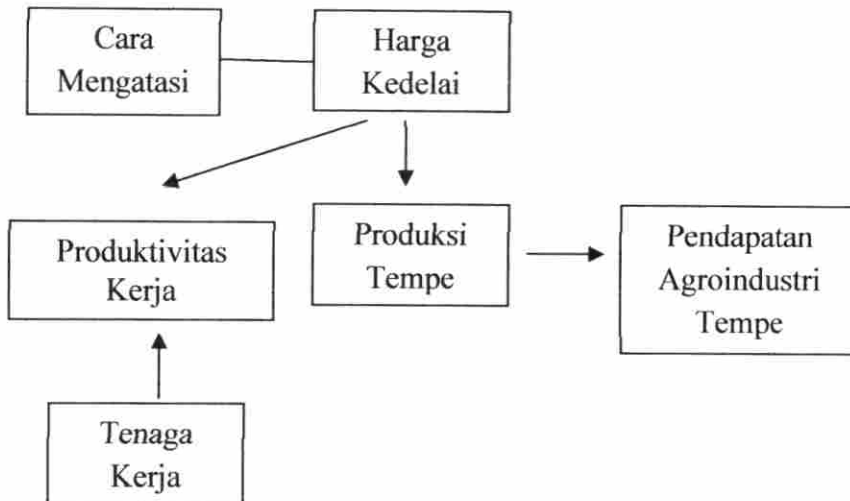 Cara
Mengatasi
Harga
Kedelai
Produktivitas
Kerja
Produksi
Tempe
Pendapatan
Agroindustri
Tempe
Tenaga
Kerja